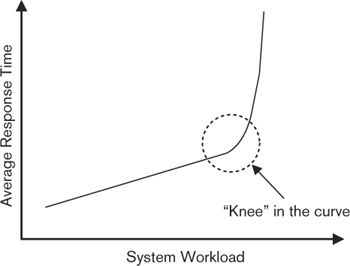 Average Response Time
“Knee” in the curve
System Workload